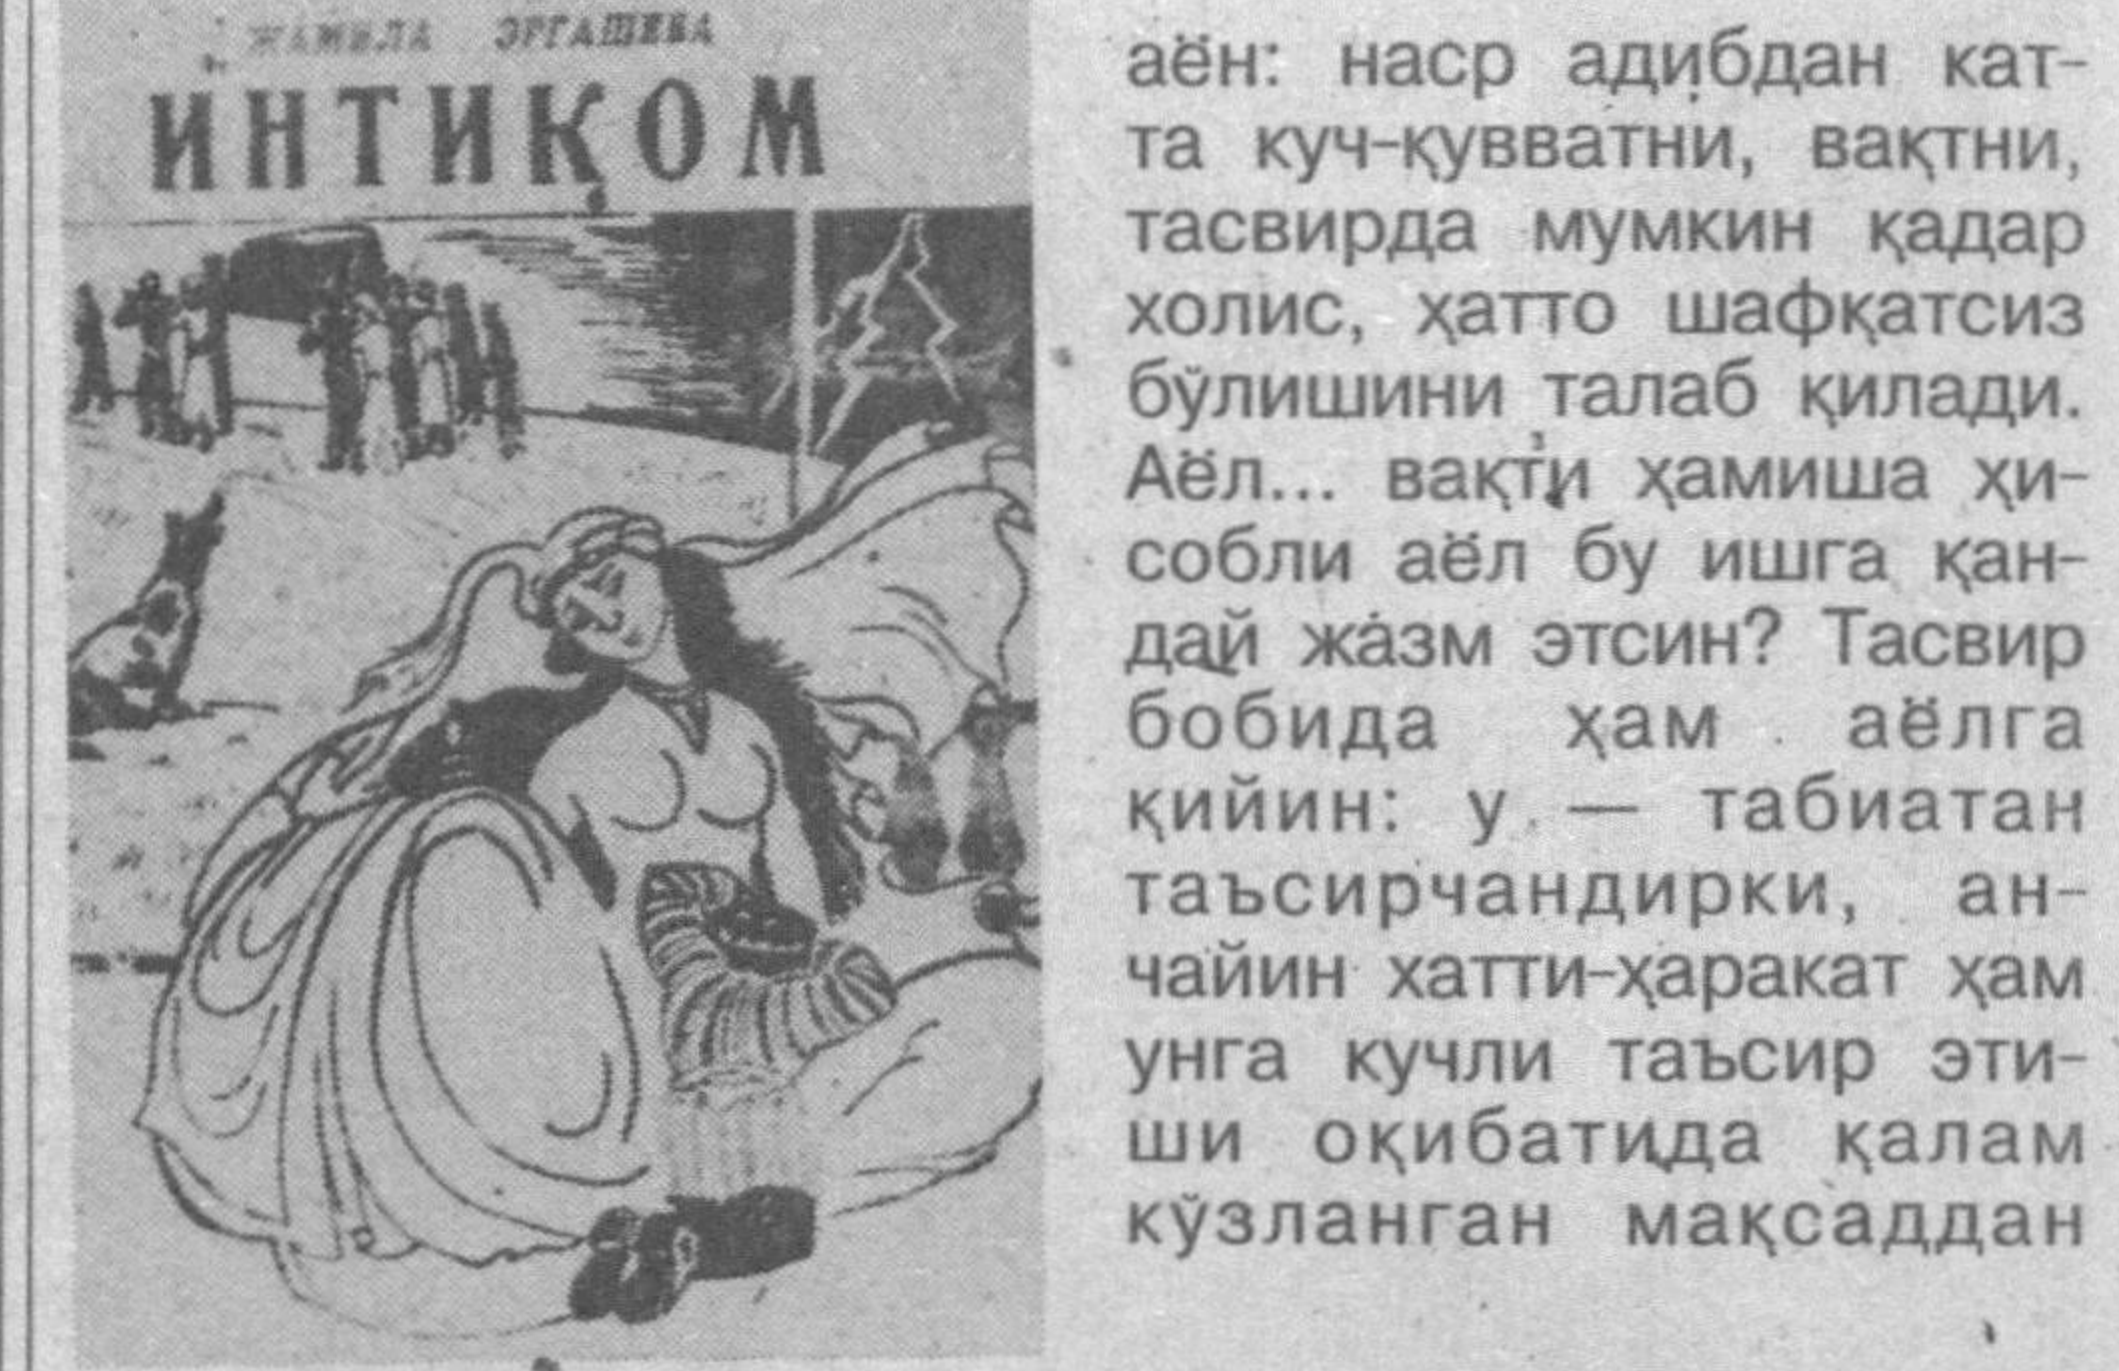 ЖАМИЛА ЭРГАШЕВА
ИНТИҚОМ
аён: наср адибдан кат-
та куч-қувватни, вақтни,
тасвирда мумкин қадар
холис, ҳатто шафқатсиз
бўлишини талаб қилади.
Аёл... вақти ҳамиша ҳи-
собли аёл бу ишга қан-
дай жазм этсин? Тасвир
бобида ҳам аёлга
қийин: у — табиатан
таъсирчандирки, ан-
чайин хатти-ҳаракат ҳам
унга кучли таъсир эти-
ши оқибатида қалам
кўзланган мақсаддан